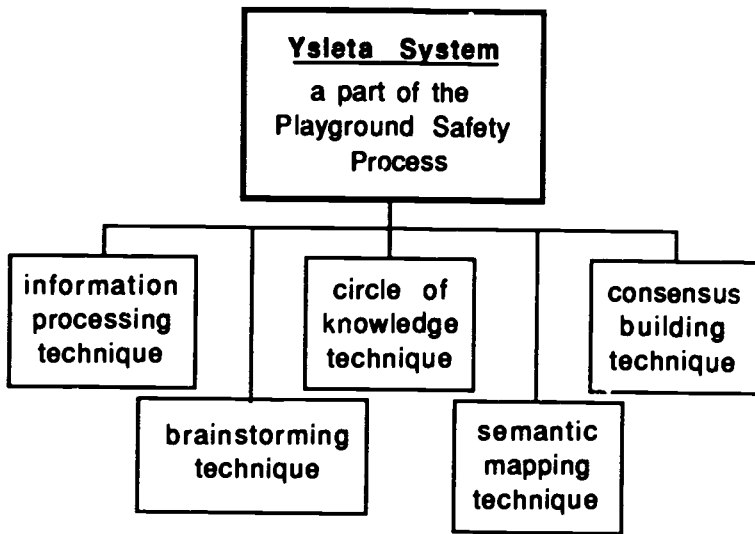 Ysleta System
a part of the
Playground Safety
Process
information
processing
technique
brainstorming
technique
circle of
knowledge
technique
semantic
mapping
technique
consensus
building
technique